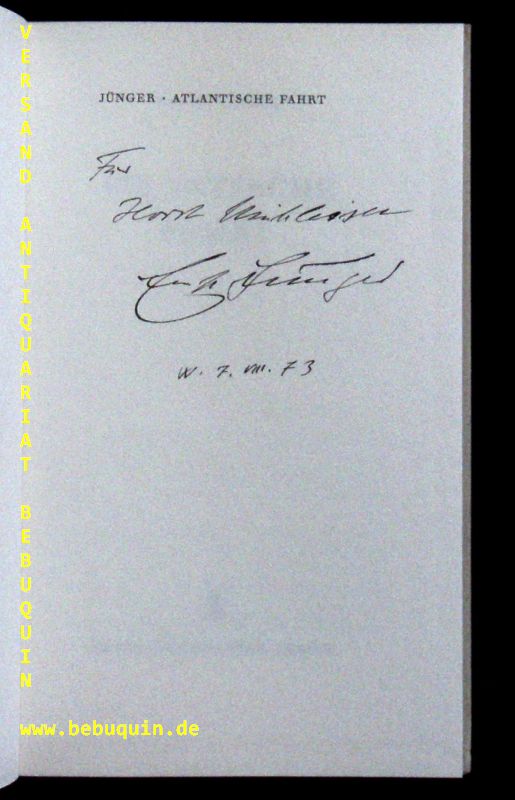 JÜNGER · ATLANTISCHE FAHRT
Für
Horst Mühleisen
Ernst Jünger
W. 7. VIII. 73
VERSAND ANTIQUARIAT BEBUQUIN
www.bebuquin.de